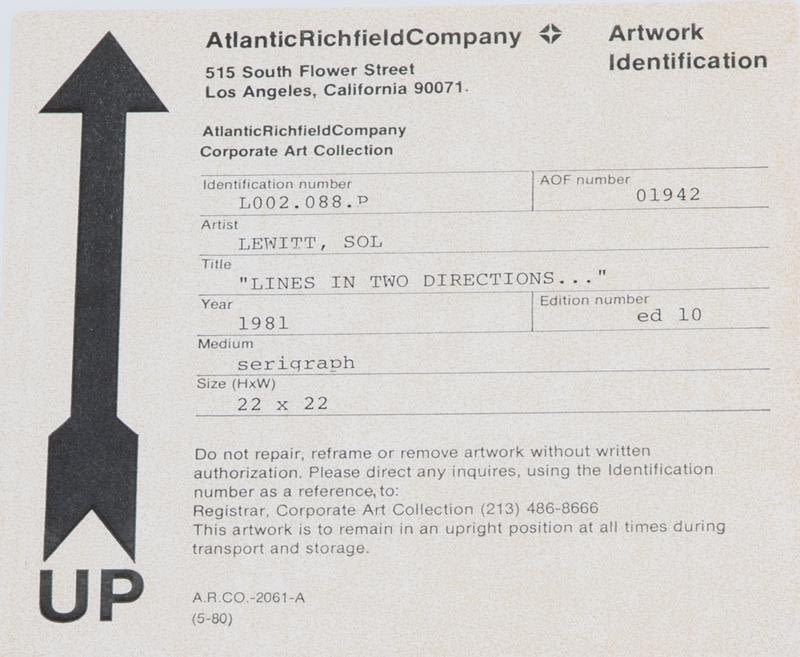 AtlanticRichfieldCompany
Artwork Identification
515 South Flower Street
Los Angeles, California 90071.
AtlanticRichfieldCompany
Corporate Art Collection
Identification number
L002.088.P
AOF number
01942
Artist
LEWITT, SOL
Title
"LINES IN TWO DIRECTIONS..."
Year
1981
Edition number
ed 10
Medium
serigraph
Size (HxW)
22 x 22
Do not repair, reframe or remove artwork without written
authorization. Please direct any inquires, using the Identification
number as a reference, to:
Registrar, Corporate Art Collection (213) 486-8666
This artwork is to remain in an upright position at all times during
transport and storage.
UP
A.R.CO.-2061-A
(5-80)